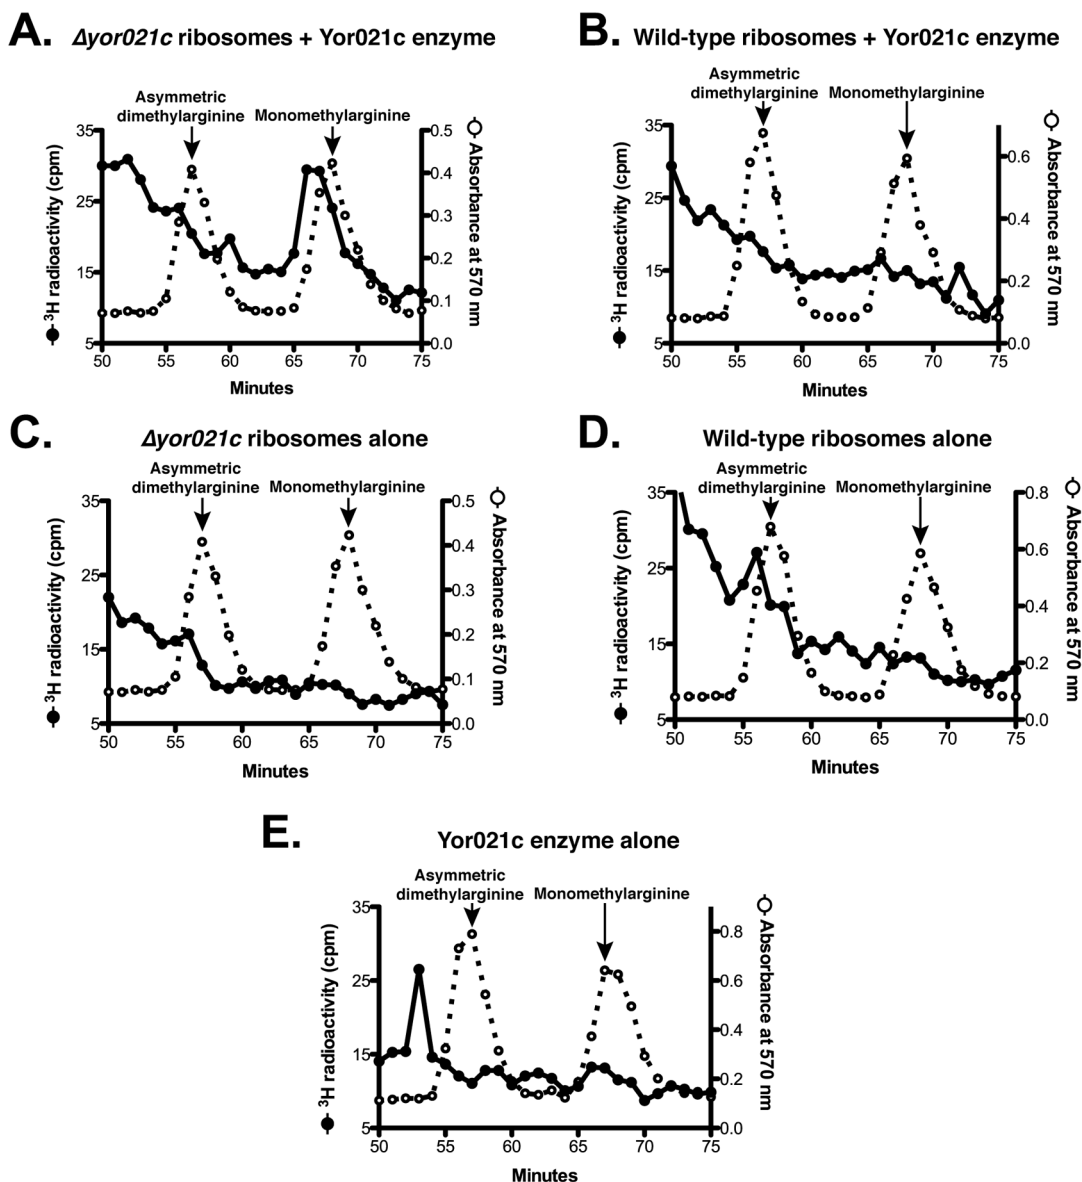 A. Δyor021c ribosomes + Yor021c enzyme
Asymmetric
dimethylarginine
Monomethylarginine
35
25
15
5
0.5
0.4
0.3
0.2
0.1
0.0
50 55 60 65 70 75
Minutes
³H radioactivity (cpm)
Absorbance at 570 nm
B. Wild-type ribosomes + Yor021c enzyme
Asymmetric
dimethylarginine
Monomethylarginine
35
25
15
5
0.6
0.4
0.2
0.0
50 55 60 65 70 75
Minutes
³H radioactivity (cpm)
Absorbance at 570 nm
C. Δyor021c ribosomes alone
Asymmetric
dimethylarginine
Monomethylarginine
35
25
15
5
0.5
0.4
0.3
0.2
0.1
0.0
50 55 60 65 70 75
Minutes
³H radioactivity (cpm)
Absorbance at 570 nm
D. Wild-type ribosomes alone
Asymmetric
dimethylarginine
Monomethylarginine
35
25
15
5
0.8
0.6
0.4
0.2
0.0
50 55 60 65 70 75
Minutes
³H radioactivity (cpm)
Absorbance at 570 nm
E. Yor021c enzyme alone
Asymmetric
dimethylarginine
Monomethylarginine
35
25
15
5
0.8
0.6
0.4
0.2
0.0
50 55 60 65 70 75
Minutes
³H radioactivity (cpm)
Absorbance at 570 nm